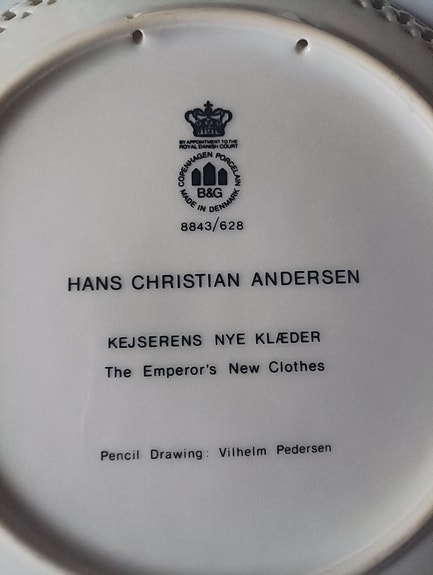 BY APPOINTMENT TO THE
ROYAL DANISH COURT
COPENHAGEN PORCELAIN
B&G
MADE IN DENMARK
8843/628
HANS CHRISTIAN ANDERSEN
KEJSERENS NYE KLÆDER
The Emperor's New Clothes
Pencil Drawing: Vilhelm Pedersen